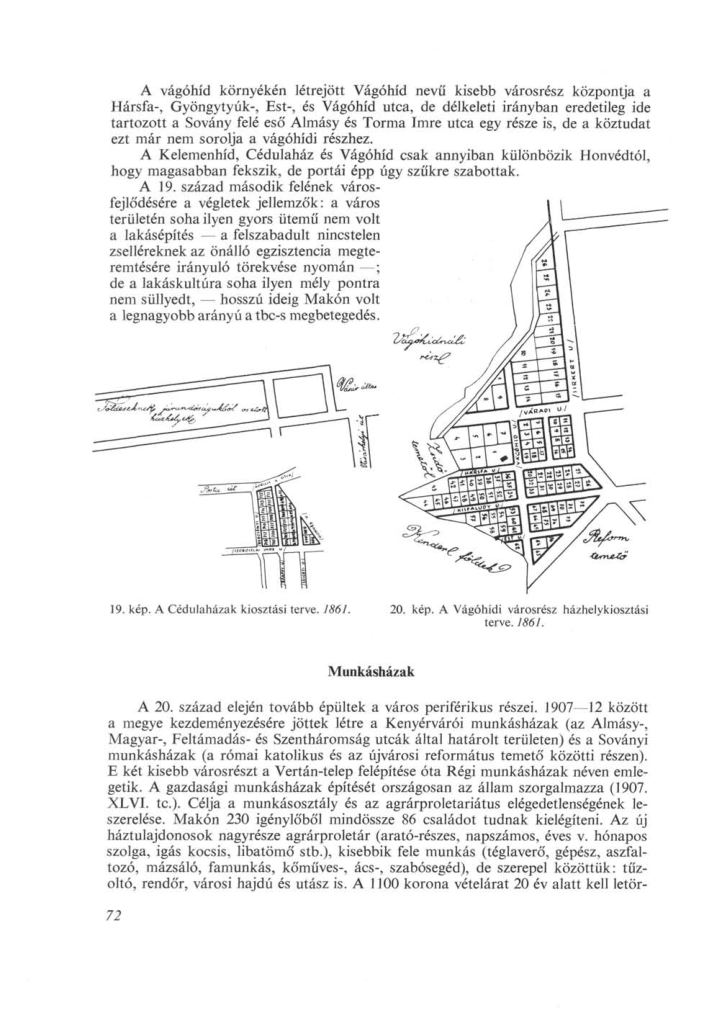 A vágóhíd környékén létrejött Vágóhíd nevű kisebb városrész központja a
Hársfa-, Gyöngytyúk-, Est-, és Vágóhíd utca, de délkeleti irányban eredetileg ide
tartozott a Sovány felé eső Almásy és Torma Imre utca egy része is, de a köztudat
ezt már nem sorolja a vágóhídi részhez.
A Kelemenhíd, Cédulaház és Vágóhíd csak annyiban különbözik Honvédtól,
hogy magasabban fekszik, de portái épp úgy szűkre szabottak.
A 19. század második felének város-
fejlődésére a végletek jellemzők: a város
területén soha ilyen gyors ütemű nem volt
a lakásépítés — a felszabadult nincstelen
zselléreknek az önálló egzisztencia megte-
remtésére irányuló törekvése nyomán —;
de a lakáskultúra soha ilyen mély pontra
nem süllyedt, — hosszú ideig Makón volt
a legnagyobb arányú a tbc-s megbetegedés.
Vágóhidnáli
rész
/VÁRADI U/
/HÁRSFA U/
/KISFALUDY U/
Kenderföldek
Reform
temető
19. kép. A Cédulaházak kiosztási terve. 1861.
20. kép. A Vágóhídi városrész házhelykiosztási
terve. 1861.
Munkásházak
A 20. század elején tovább épültek a város periférikus részei. 1907—12 között
a megye kezdeményezésére jöttek létre a Kenyérvárói munkásházak (az Almásy-,
Magyar-, Feltámadás- és Szentháromság utcák által határolt területen) és a Soványi
munkásházak (a római katolikus és az újvárosi református temető közötti részen).
E két kisebb városrészt a Vertán-telep felépítése óta Régi munkásházak néven emle-
getik. A gazdasági munkásházak építését országosan az állam szorgalmazza (1907.
XLVI. tc.). Célja a munkásosztály és az agrárproletariátus elégedetlenségének le-
szerelése. Makón 230 igénylőből mindössze 86 családot tudnak kielégíteni. Az új
háztulajdonosok nagyrésze agrárproletár (arató-részes, napszámos, éves v. hónapos
szolga, igás kocsis, libatömő stb.), kisebbik fele munkás (téglaverő, gépész, aszfal-
tozó, mázsáló, famunkás, kőműves-, ács-, szabósegéd), de szerepel közöttük: tűz-
oltó, rendőr, városi hajdú és utász is. A 1100 korona vételárat 20 év alatt kell letör-
72